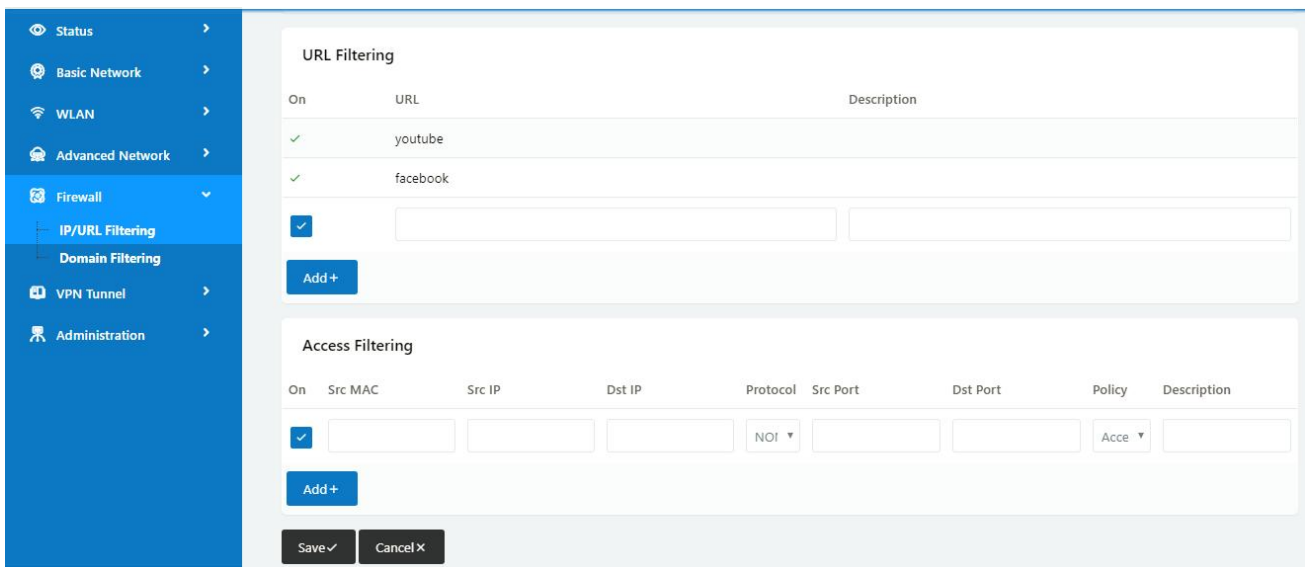 Status
Basic Network
WLAN
Advanced Network
Firewall
IP/URL Filtering
Domain Filtering
VPN Tunnel
Administration
URL Filtering
On URL Description
youtube
facebook
Add+
Access Filtering
On Src MAC Src IP Dst IP Protocol Src Port Dst Port Policy Description
NOI Acce
Add+
Save Cancel